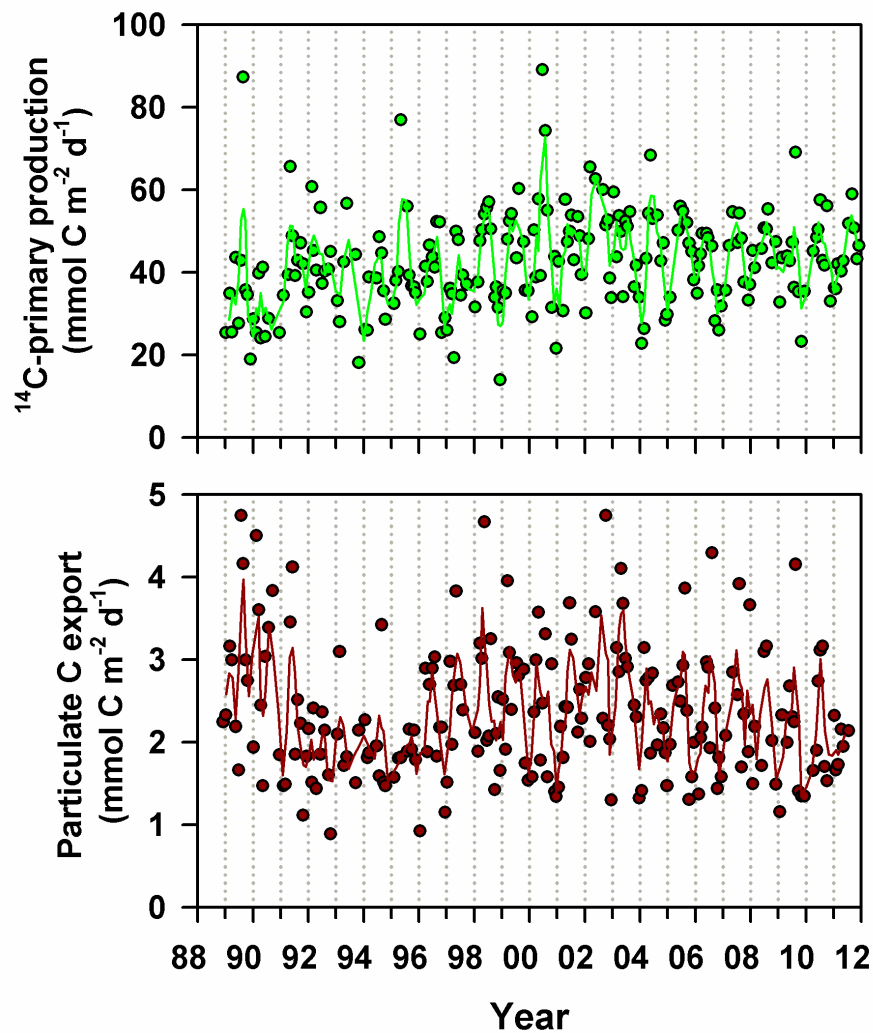 100
80
60
40
20
0
¹⁴C-primary production
(mmol C m⁻² d⁻¹)
5
4
3
2
1
0
Particulate C export
(mmol C m⁻² d⁻¹)
88 90 92 94 96 98 00 02 04 06 08 10 12
Year